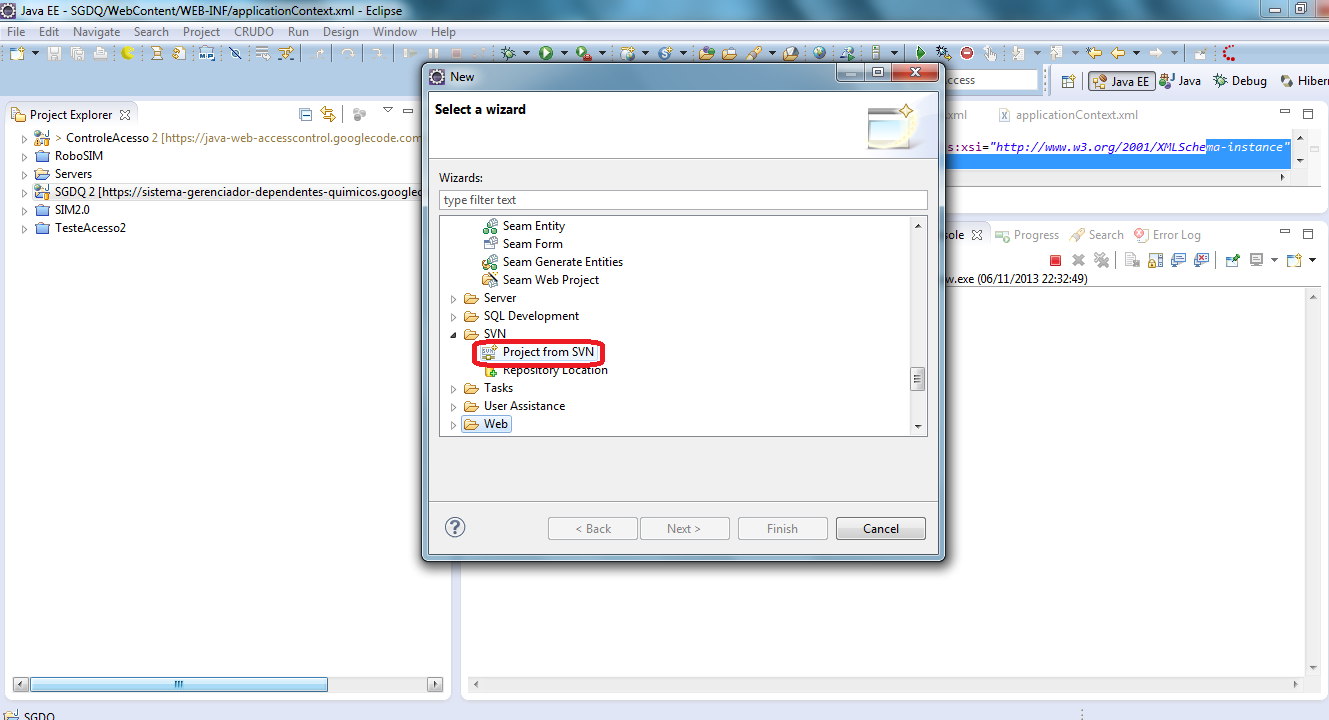 Java EE - SGDQ/WebContent/WEB-INF/applicationContext.xml - Eclipse
File Edit Navigate Search Project CRUDO Run Design Window Help
Java EE Java Debug Hibern
Project Explorer
> ControleAcesso 2 [https://java-web-accesscontrol.googlecode.com
RoboSIM
Servers
SGDQ 2 [https://sistema-gerenciador-dependentes-quimicos.googlec
SIM2.0
TesteAcesso2
New
Select a wizard
Wizards:
type filter text
Seam Entity
Seam Form
Seam Generate Entities
Seam Web Project
Server
SQL Development
SVN
Project from SVN
Repository Location
Tasks
User Assistance
Web
< Back Next > Finish Cancel
cess
.xml applicationContext.xml
s:xsi="http://www.w3.org/2001/XMLSchema-instance"
sole Progress Search Error Log
w.exe (06/11/2013 22:32:49)
SGDQ